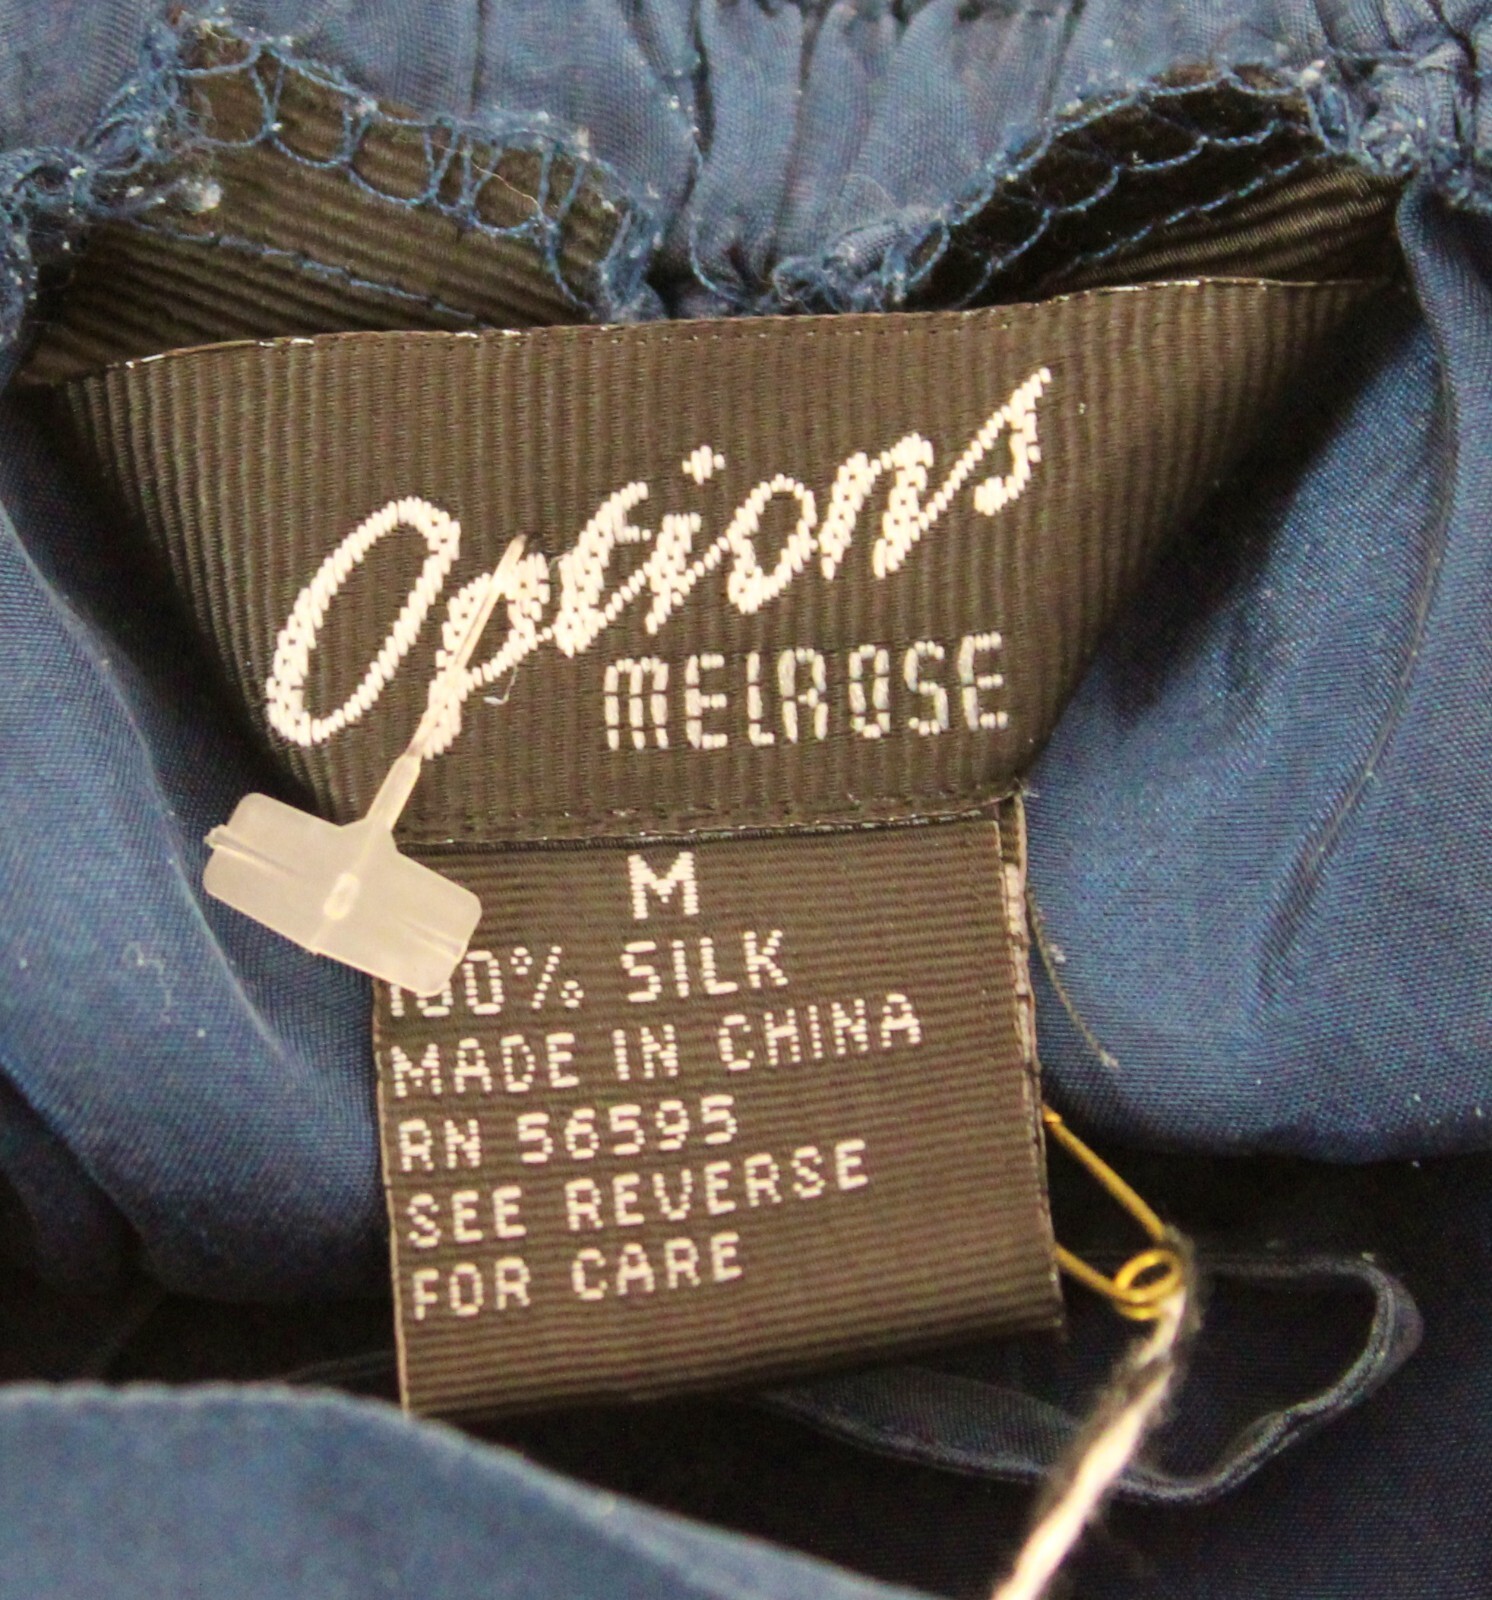 Options
MELROSE
M
100% SILK
MADE IN CHINA
RN 56595
SEE REVERSE
FOR CARE